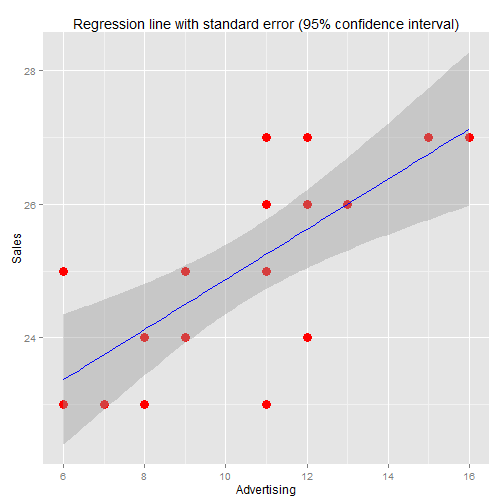 Regression line with standard error (95% confidence interval)
28
26
24
Sales
6 8 10 12 14 16
Advertising